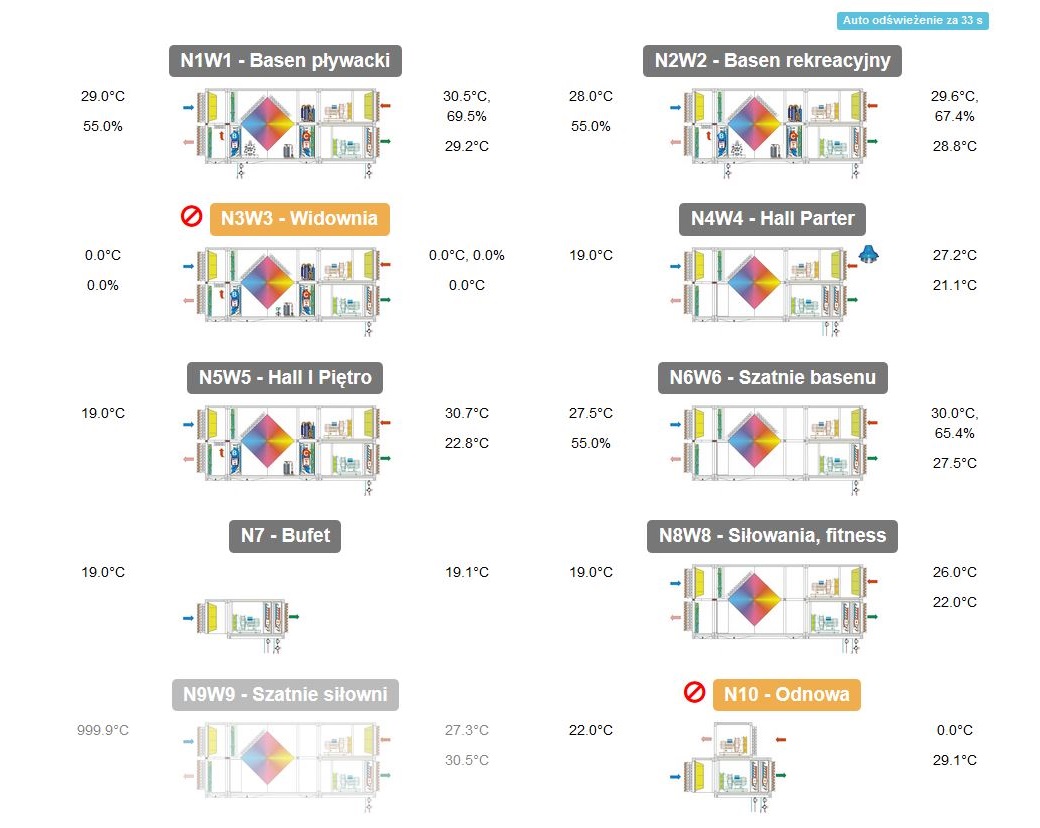 Auto odświeżenie za 33 s
N1W1 - Basen pływacki
29.0°C
55.0%
30.5°C,
69.5%
29.2°C
N2W2 - Basen rekreacyjny
28.0°C
55.0%
29.6°C,
67.4%
28.8°C
N3W3 - Widownia
0.0°C
0.0%
0.0°C, 0.0%
0.0°C
N4W4 - Hall Parter
19.0°C
27.2°C
21.1°C
N5W5 - Hall I Piętro
19.0°C
30.7°C
22.8°C
N6W6 - Szatnie basenu
27.5°C
55.0%
30.0°C,
65.4%
27.5°C
N7 - Bufet
19.0°C
19.1°C
N8W8 - Siłowania, fitness
19.0°C
26.0°C
22.0°C
N9W9 - Szatnie siłowni
999.9°C
27.3°C
30.5°C
N10 - Odnowa
22.0°C
0.0°C
29.1°C